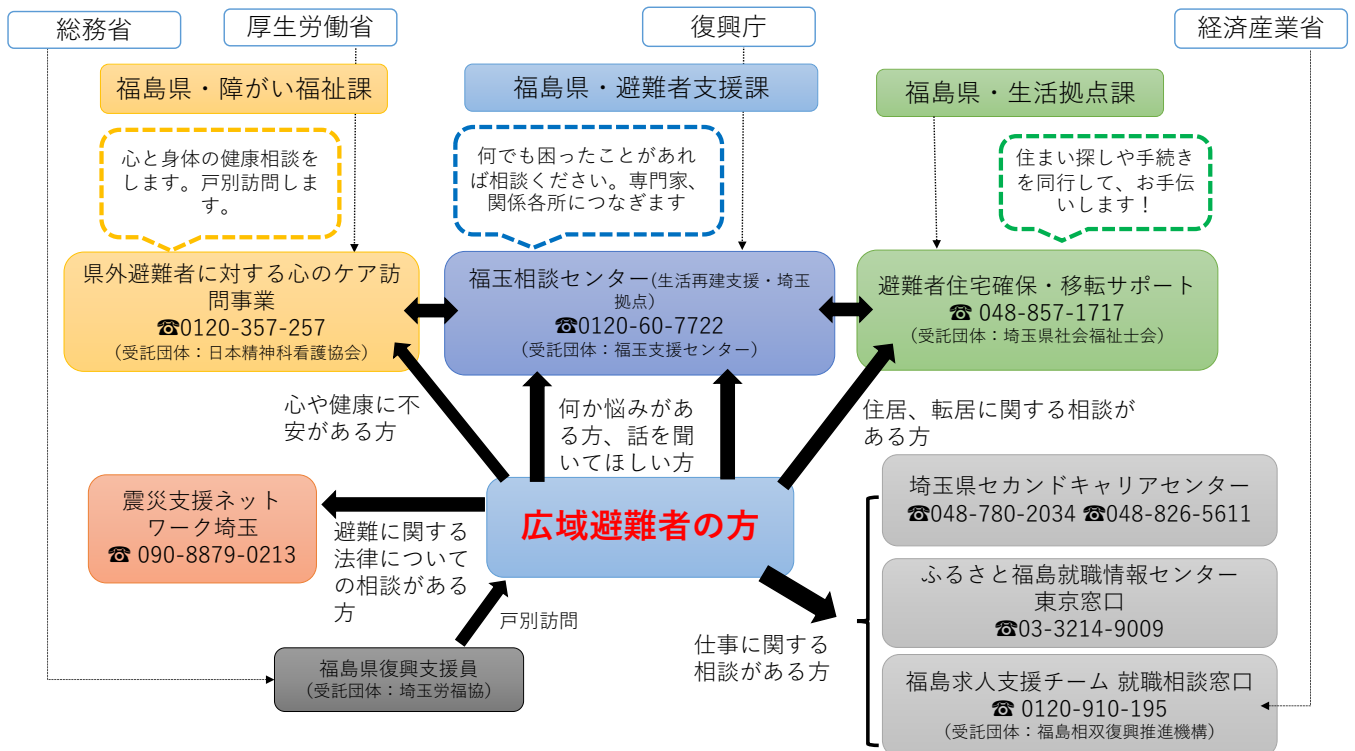 総務省
厚生労働省
復興庁
経済産業省
福島県・障がい福祉課
福島県・避難者支援課
福島県・生活拠点課
心と身体の健康相談を
します。戸別訪問しま
す。
何でも困ったことがあれ
ば相談ください。専門家、
関係各所につなぎます
住まい探しや手続き
を同行して、お手伝
いします！
県外避難者に対する心のケア訪
問事業
☎0120-357-257
(受託団体：日本精神科看護協会)
福玉相談センター(生活再建支援・埼玉
拠点)
☎0120-60-7722
(受託団体：福玉支援センター)
避難者住宅確保・移転サポート
☎ 048-857-1717
(受託団体：埼玉県社会福祉士会)
心や健康に不
安がある方
何か悩みがあ
る方、話を聞
いてほしい方
住居、転居に関する相談が
ある方
震災支援ネット
ワーク埼玉
☎ 090-8879-0213
避難に関する
法律について
の相談がある
方
広域避難者の方
埼玉県セカンドキャリアセンター
☎048-780-2034 ☎048-826-5611
ふるさと福島就職情報センター
東京窓口
☎03-3214-9009
戸別訪問
仕事に関する
相談がある方
福島県復興支援員
(受託団体：埼玉労福協)
福島求人支援チーム 就職相談窓口
☎ 0120-910-195
(受託団体：福島相双復興推進機構)